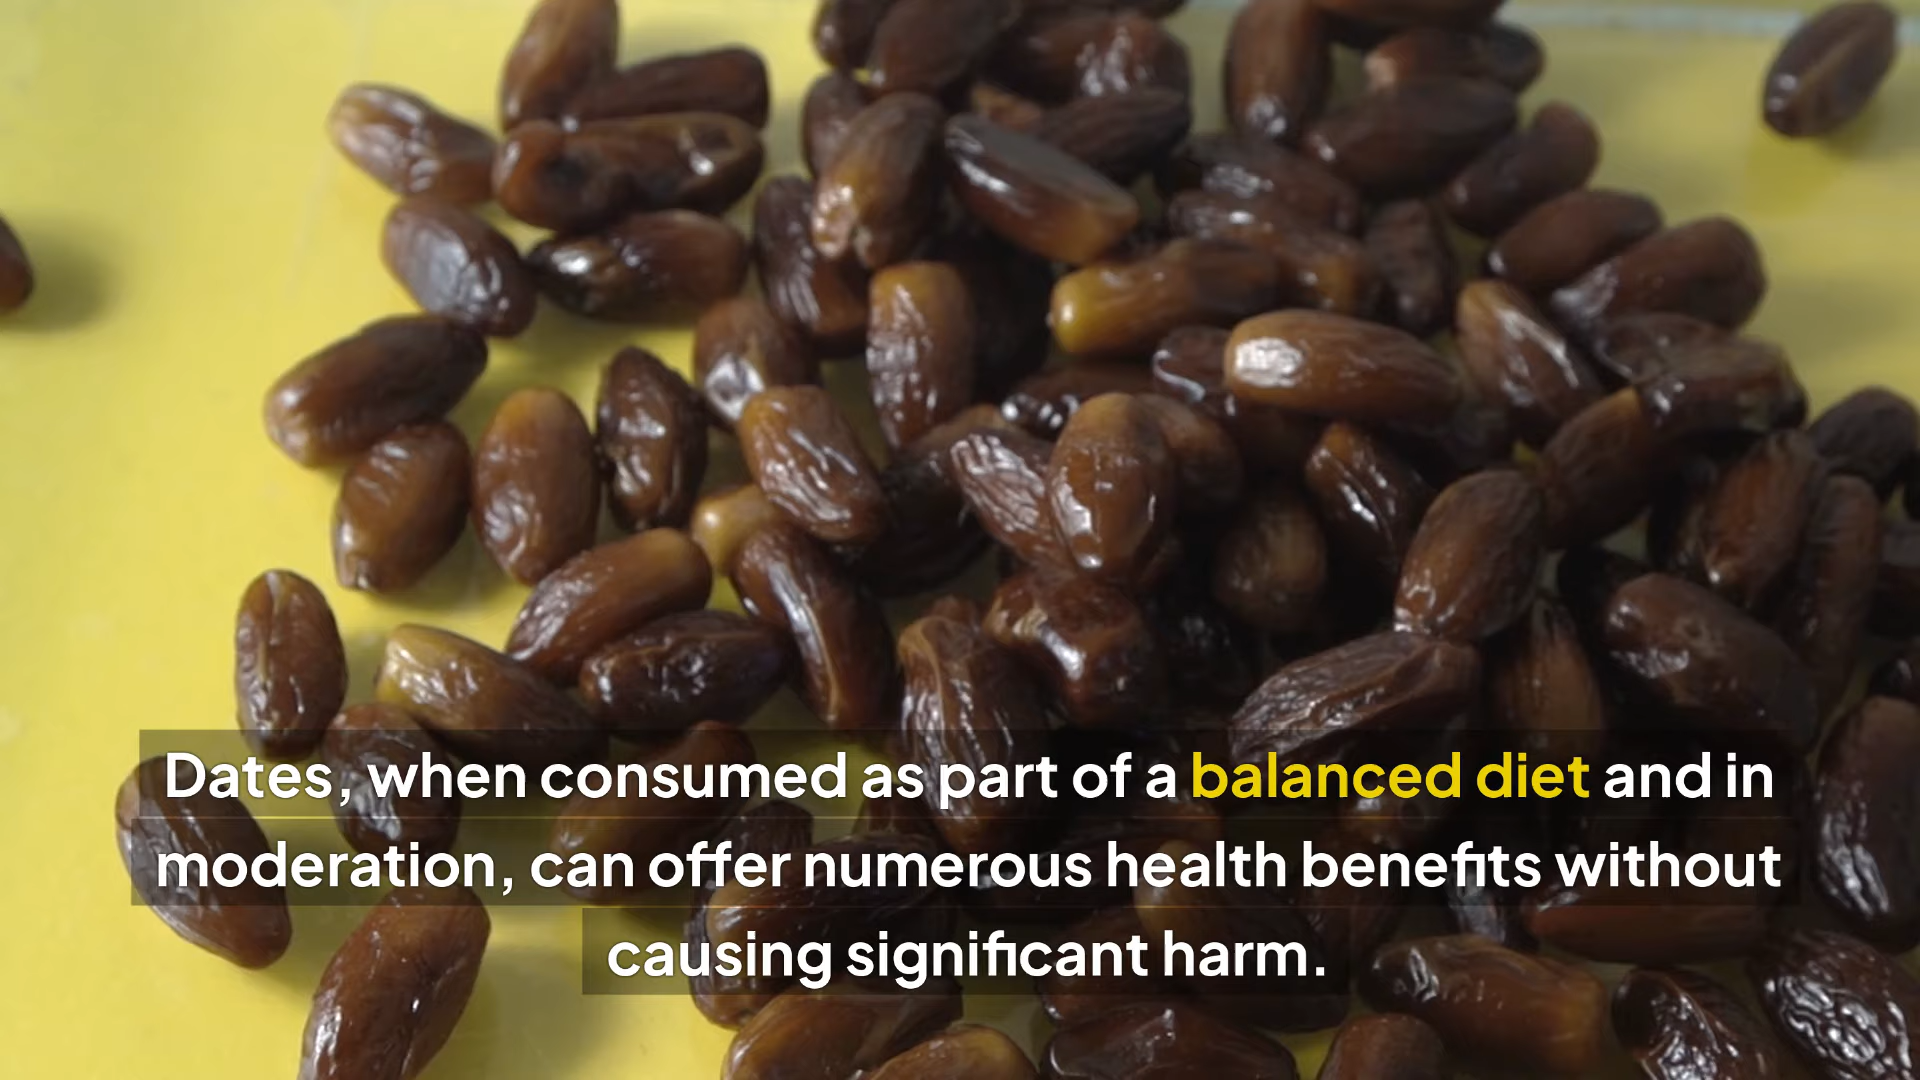 Dates, when consumed as part of a balanced diet and in
moderation, can offer numerous health benefits without
causing significant harm.